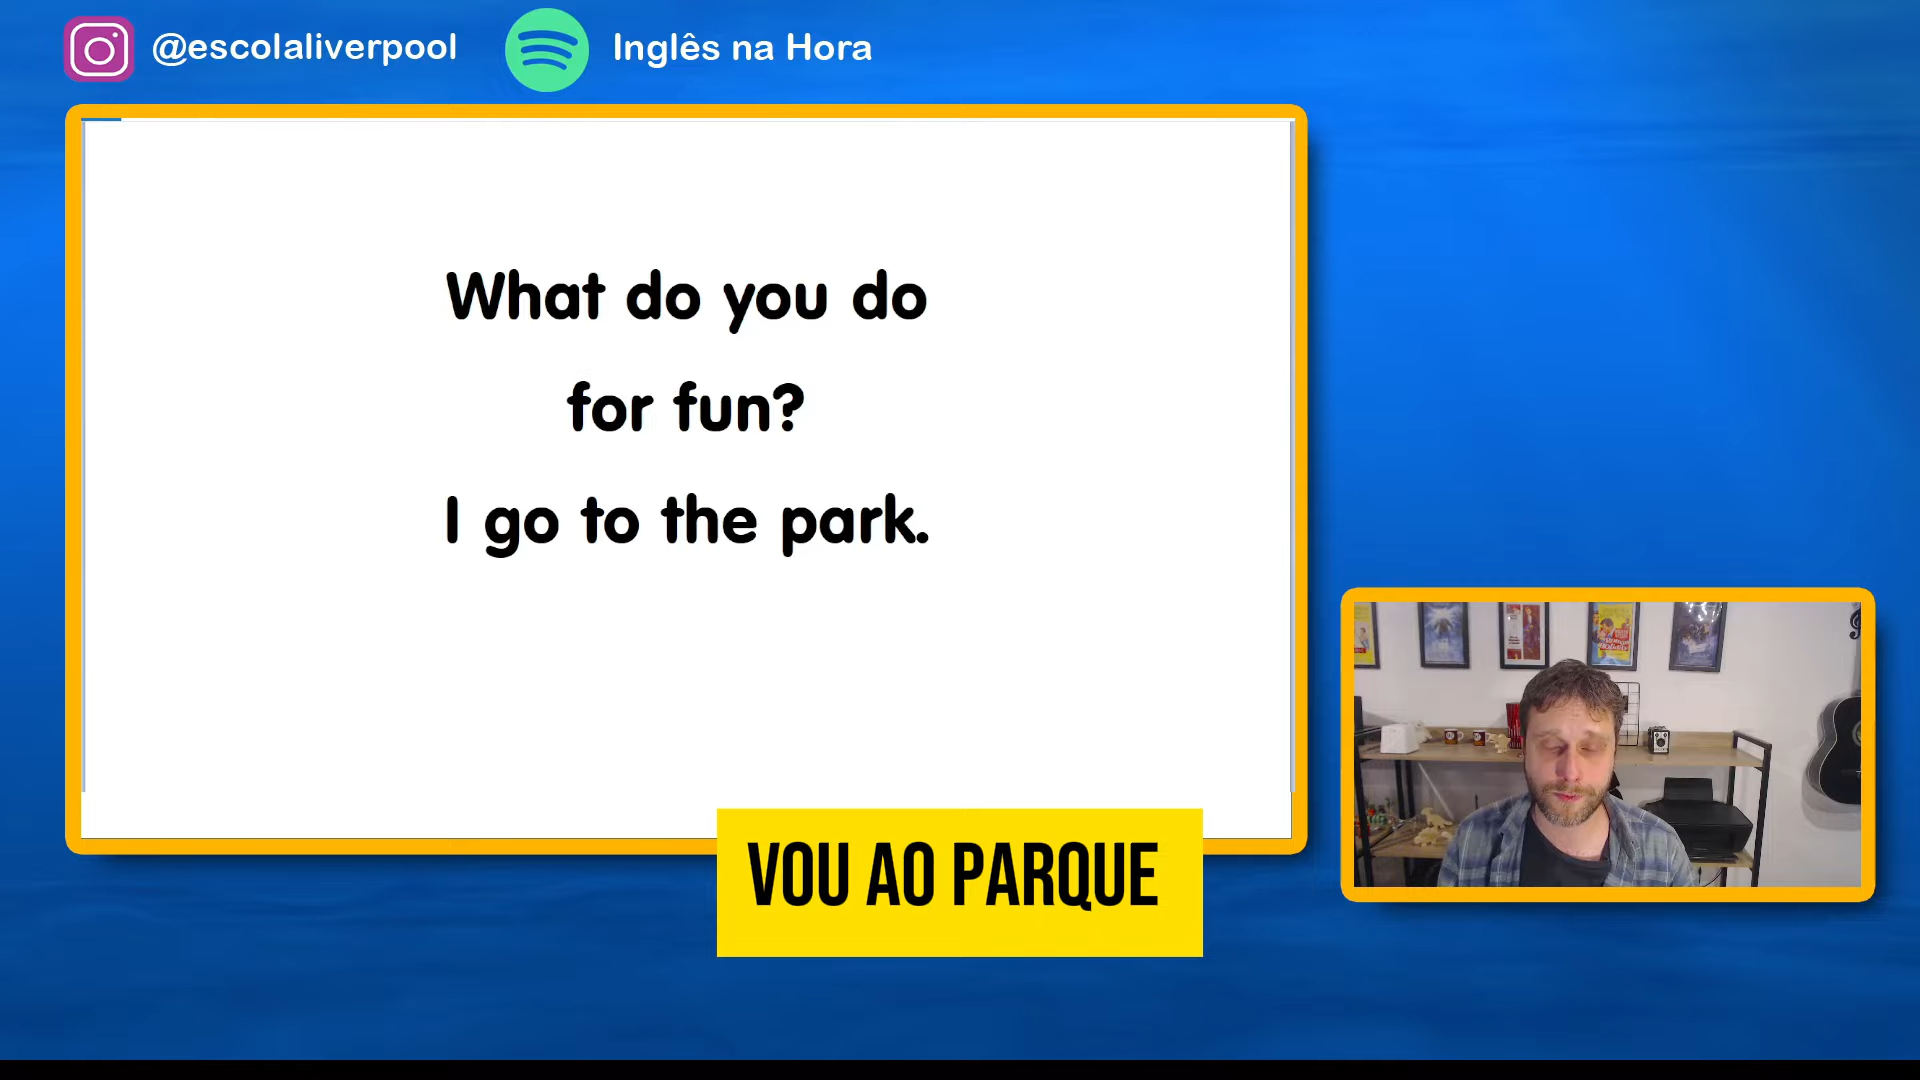 @escolaliverpool
Inglês na Hora
What do you do
for fun?
I go to the park.
VOU AO PARQUE